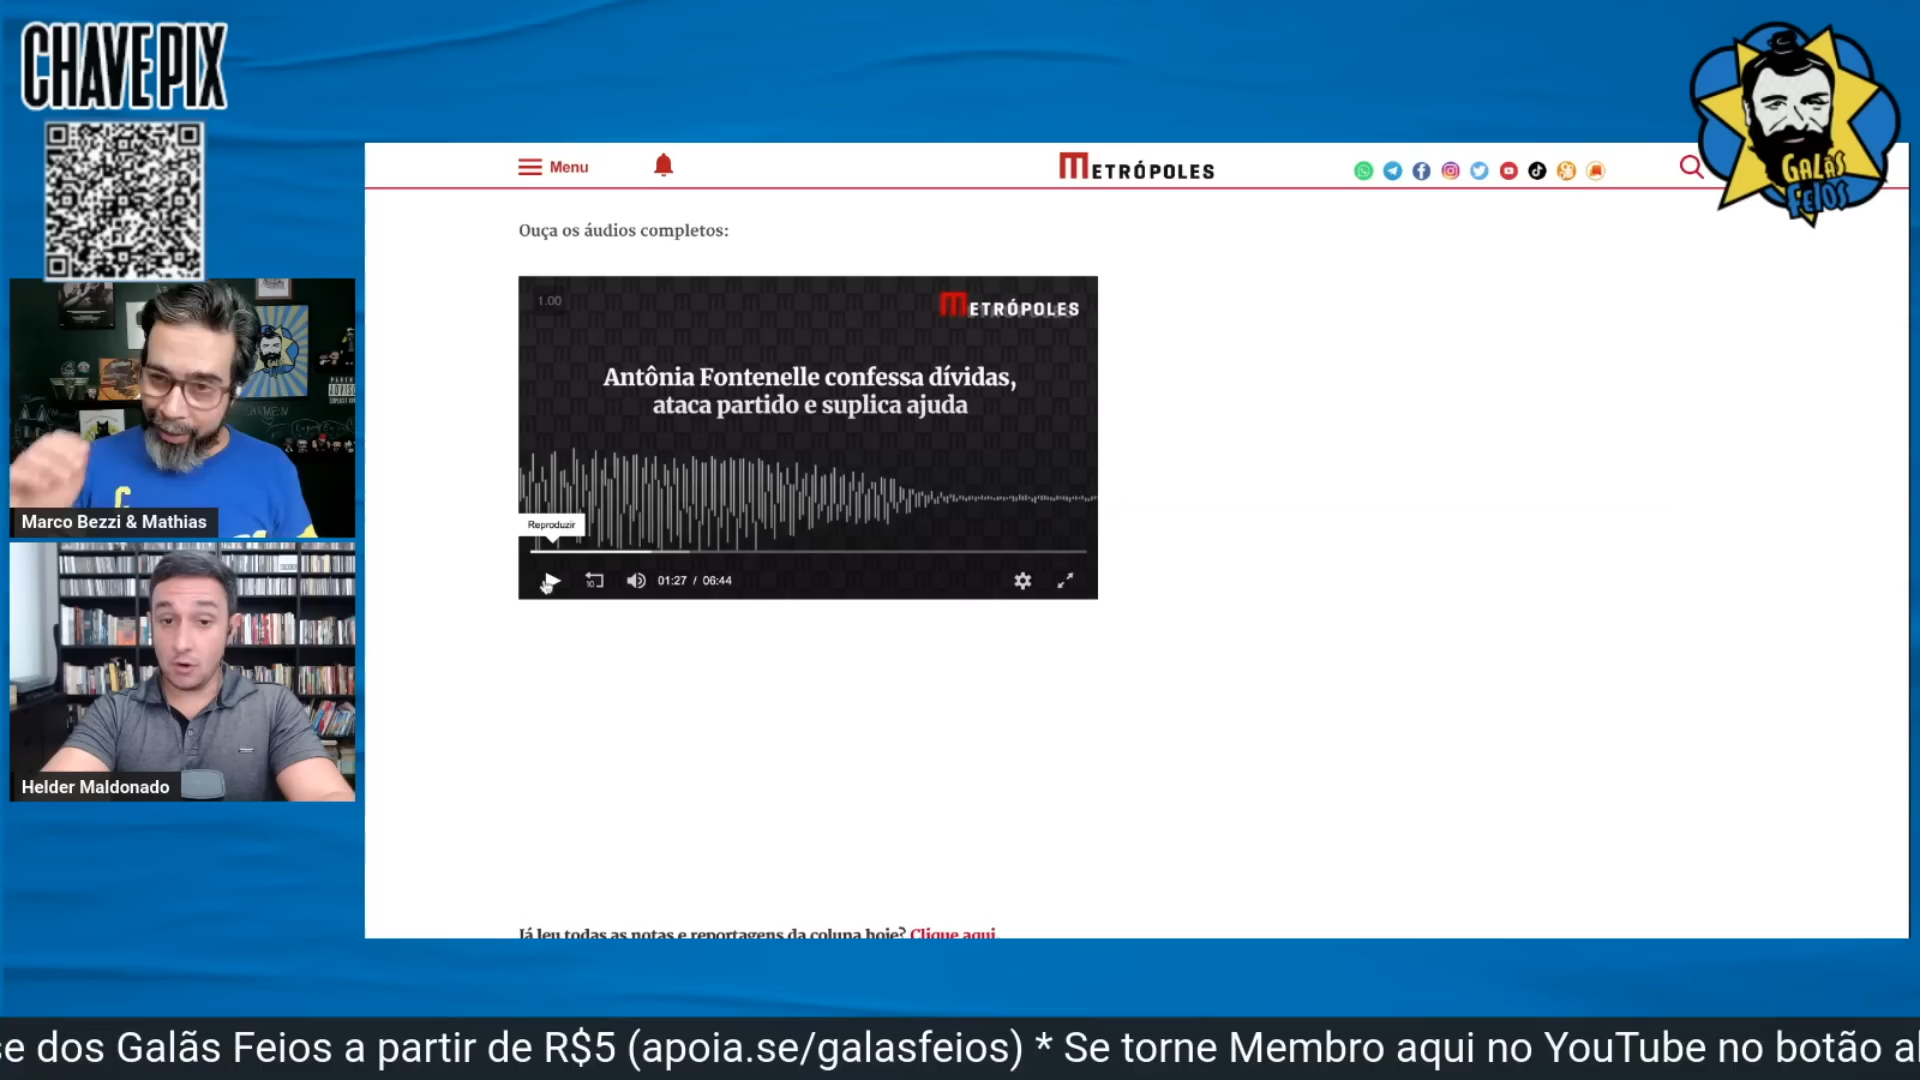 CHAVE PIX
GALÃS
FEIOS
Menu
METRÓPOLES
Ouça os áudios completos:
1.00
METRÓPOLES
Antônia Fontenelle confessa dívidas,
ataca partido e suplica ajuda
Reproduzir
10
01:27 / 06:44
Marco Bezzi & Mathias
Helder Maldonado
Já leu todas as notas e reportagens da coluna hoje? Clique aqui.
se dos Galãs Feios a partir de R$5 (apoia.se/galasfeios) * Se torne Membro aqui no YouTube no botão